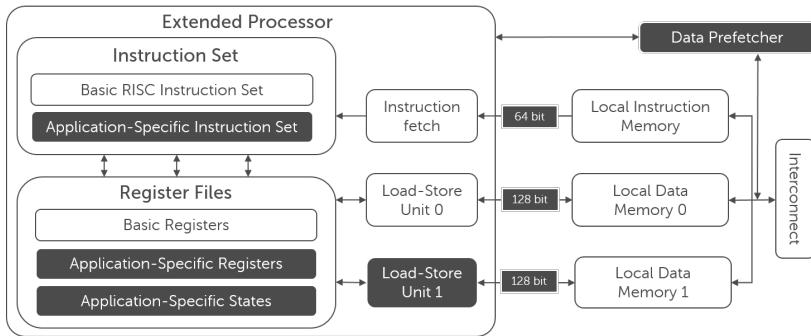 Extended Processor
Instruction Set
Basic RISC Instruction Set
Application-Specific Instruction Set
Register Files
Basic Registers
Application-Specific Registers
Application-Specific States
Instruction
fetch
Load-Store
Unit 0
Load-Store
Unit 1
64 bit
128 bit
128 bit
Data Prefetcher
Local Instruction
Memory
Local Data
Memory 0
Local Data
Memory 1
Interconnect